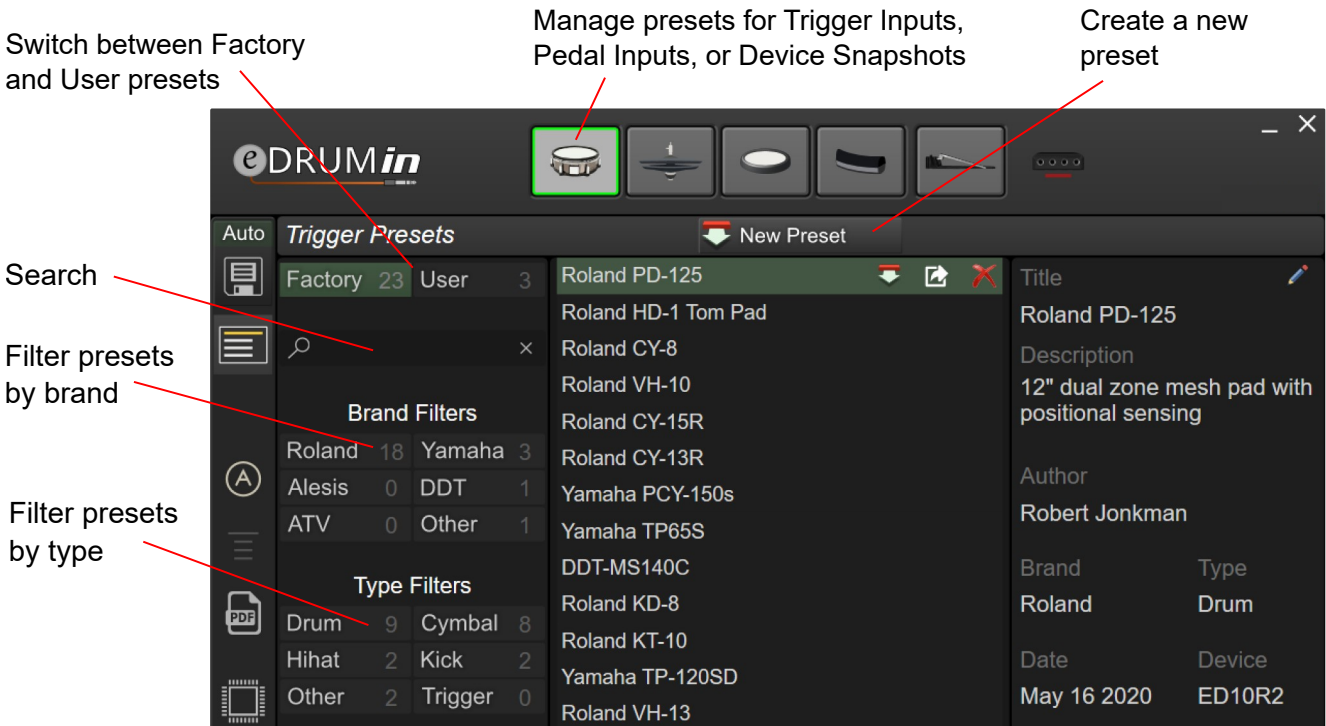 Switch between Factory
and User presets
Manage presets for Trigger Inputs,
Pedal Inputs, or Device Snapshots
Create a new
preset
eDRUMin
Auto
Trigger Presets
New Preset
Search
Filter presets
by brand
Filter presets
by type
Factory 23 User 3
Brand Filters
Roland 18 Yamaha 3
Alesis 0 DDT 1
ATV 0 Other 1
Type Filters
Drum 9 Cymbal 8
Hihat 2 Kick 2
Other 2 Trigger 0
A
PDF
Roland PD-125
Roland HD-1 Tom Pad
Roland CY-8
Roland VH-10
Roland CY-15R
Roland CY-13R
Yamaha PCY-150s
Yamaha TP65S
DDT-MS140C
Roland KD-8
Roland KT-10
Yamaha TP-120SD
Roland VH-13
Title
Roland PD-125
Description
12" dual zone mesh pad with
positional sensing
Author
Robert Jonkman
Brand Type
Roland Drum
Date Device
May 16 2020 ED10R2